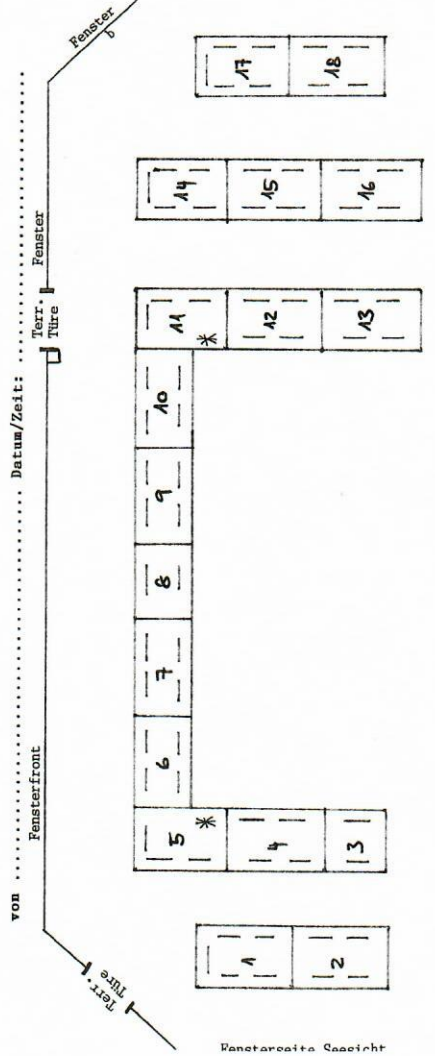 von .................................. Datum/Zeit: ..................................
Fensterfront
Terr.
Türe
Fenster
Fenster
b
Terr.
Türe
1
2
3
4
5 *
6
7
8
9
10
11 *
12
13
14
15
16
17
18
Fensterseite Seesicht